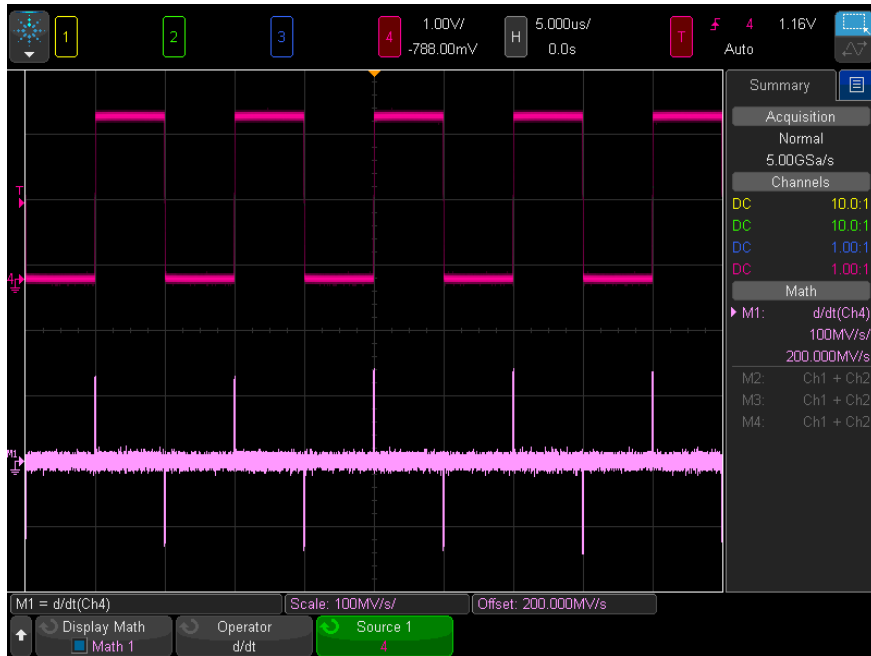 1 2 3 4 1.00V/ H 5.000us/ T 4 1.16V
-788.00mV 0.0s Auto
Summary
Acquisition
Normal
5.00GSa/s
Channels
DC 10.0:1
DC 10.0:1
DC 1.00:1
DC 1.00:1
Math
M1: d/dt(Ch4)
100MV/s/
200.000MV/s
M2: Ch1 + Ch2
M3: Ch1 + Ch2
M4: Ch1 + Ch2
T
4
M1
M1 = d/dt(Ch4) Scale: 100MV/s/ Offset: 200.000MV/s
Display Math Operator Source 1
Math 1 d/dt 4